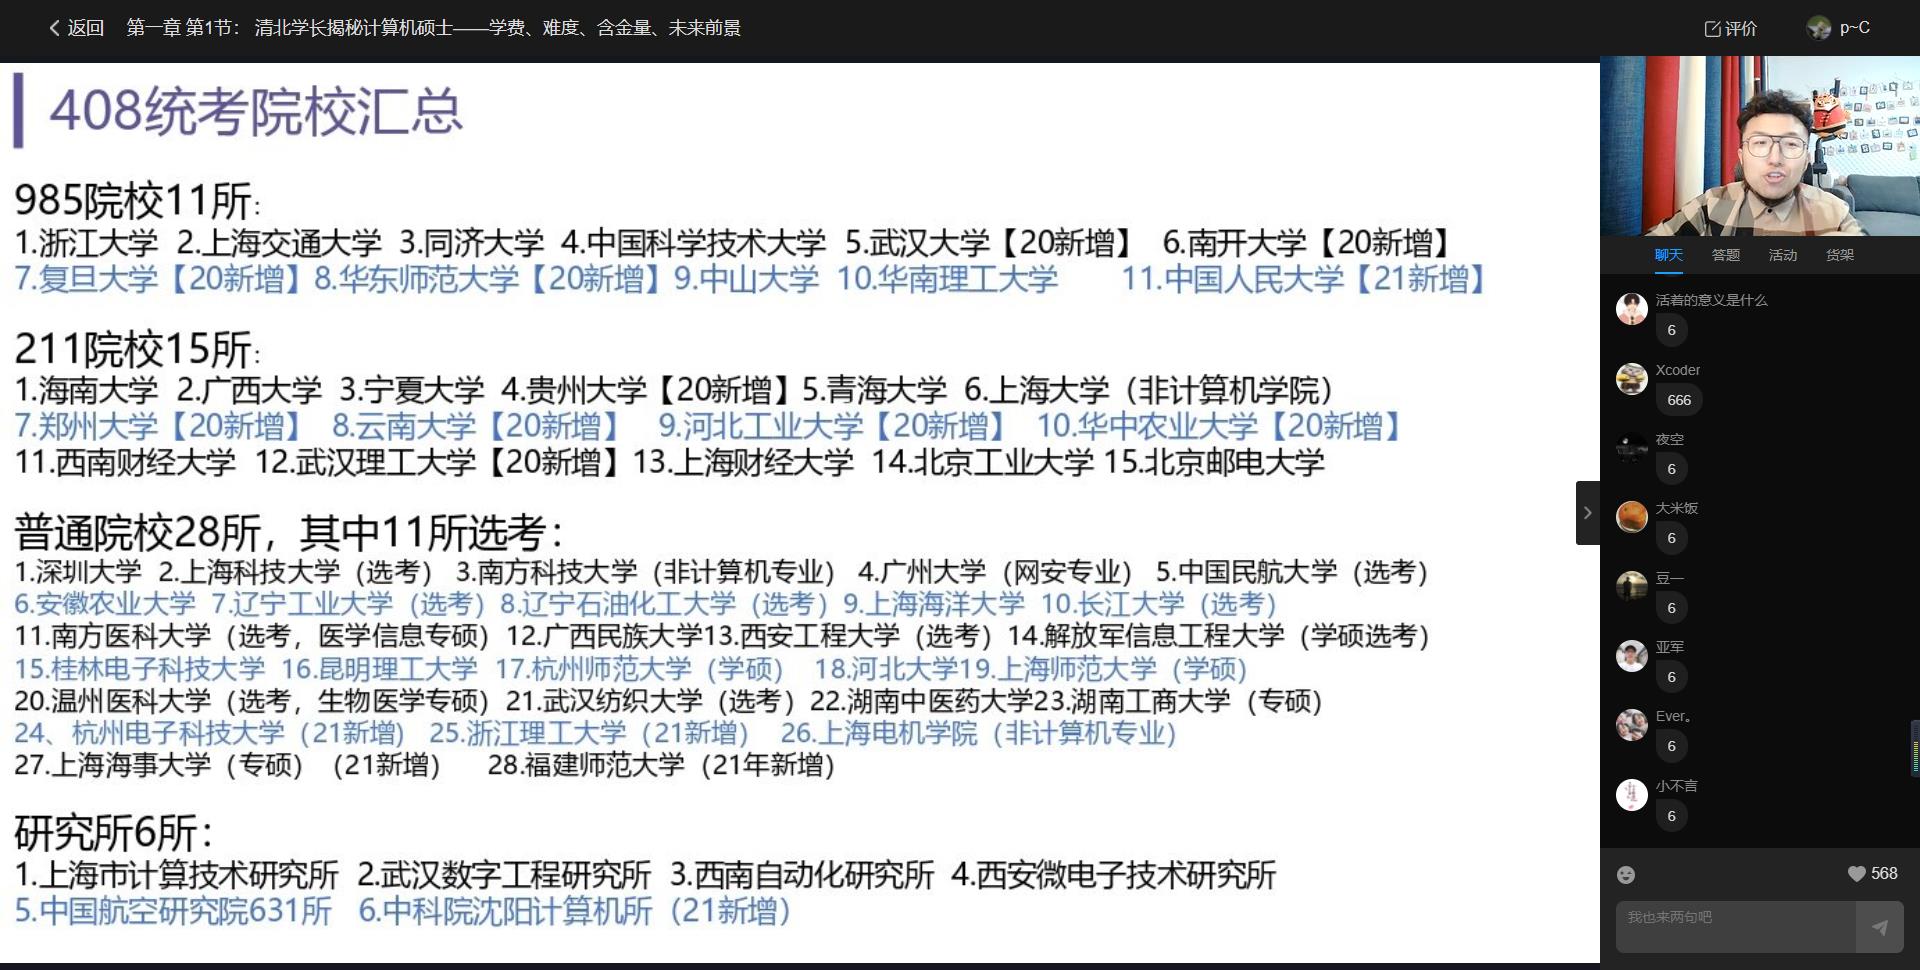 返回 第一章 第1节： 清北学长揭秘计算机硕士——学费、难度、含金量、未来前景
评价 p~C
408统考院校汇总
985院校11所:
1.浙江大学 2.上海交通大学 3.同济大学 4.中国科学技术大学 5.武汉大学【20新增】 6.南开大学【20新增】
7.复旦大学【20新增】8.华东师范大学【20新增】9.中山大学 10.华南理工大学 11.中国人民大学【21新增】
211院校15所:
1.海南大学 2.广西大学 3.宁夏大学 4.贵州大学【20新增】5.青海大学 6.上海大学（非计算机学院）
7.郑州大学【20新增】 8.云南大学【20新增】 9.河北工业大学【20新增】 10.华中农业大学【20新增】
11.西南财经大学 12.武汉理工大学【20新增】13.上海财经大学 14.北京工业大学 15.北京邮电大学
普通院校28所，其中11所选考：
1.深圳大学 2.上海科技大学（选考） 3.南方科技大学（非计算机专业） 4.广州大学（网安专业） 5.中国民航大学（选考）
6.安徽农业大学 7.辽宁工业大学（选考）8.辽宁石油化工大学（选考）9.上海海洋大学 10.长江大学（选考）
11.南方医科大学（选考，医学信息专硕）12.广西民族大学13.西安工程大学（选考）14.解放军信息工程大学（学硕选考）
15.桂林电子科技大学 16.昆明理工大学 17.杭州师范大学（学硕） 18.河北大学19.上海师范大学（学硕）
20.温州医科大学（选考，生物医学专硕）21.武汉纺织大学（选考）22.湖南中医药大学23.湖南工商大学（专硕）
24、杭州电子科技大学（21新增） 25.浙江理工大学（21新增） 26.上海电机学院（非计算机专业）
27.上海海事大学（专硕）（21新增） 28.福建师范大学（21年新增）
研究所6所：
1.上海市计算技术研究所 2.武汉数字工程研究所 3.西南自动化研究所 4.西安微电子技术研究所
5.中国航空研究院631所 6.中科院沈阳计算机所（21新增）
聊天 答题 活动 货架
活着的意义是什么
6
Xcoder
666
夜空
6
大米饭
6
豆一
6
亚军
6
Ever。
6
小不言
6
568
我也来两句吧